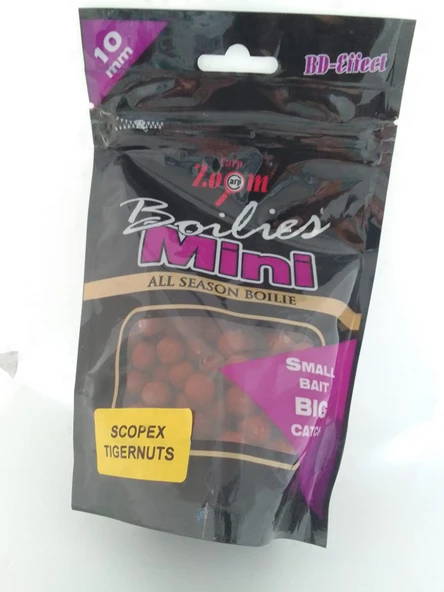 10
mm
BD-Effect
Carp
Zoom
Boilies
Mini
ALL SEASON BOILIE
SMALL
BAIT
BIG
CATCH
SCOPEX
TIGERNUTS